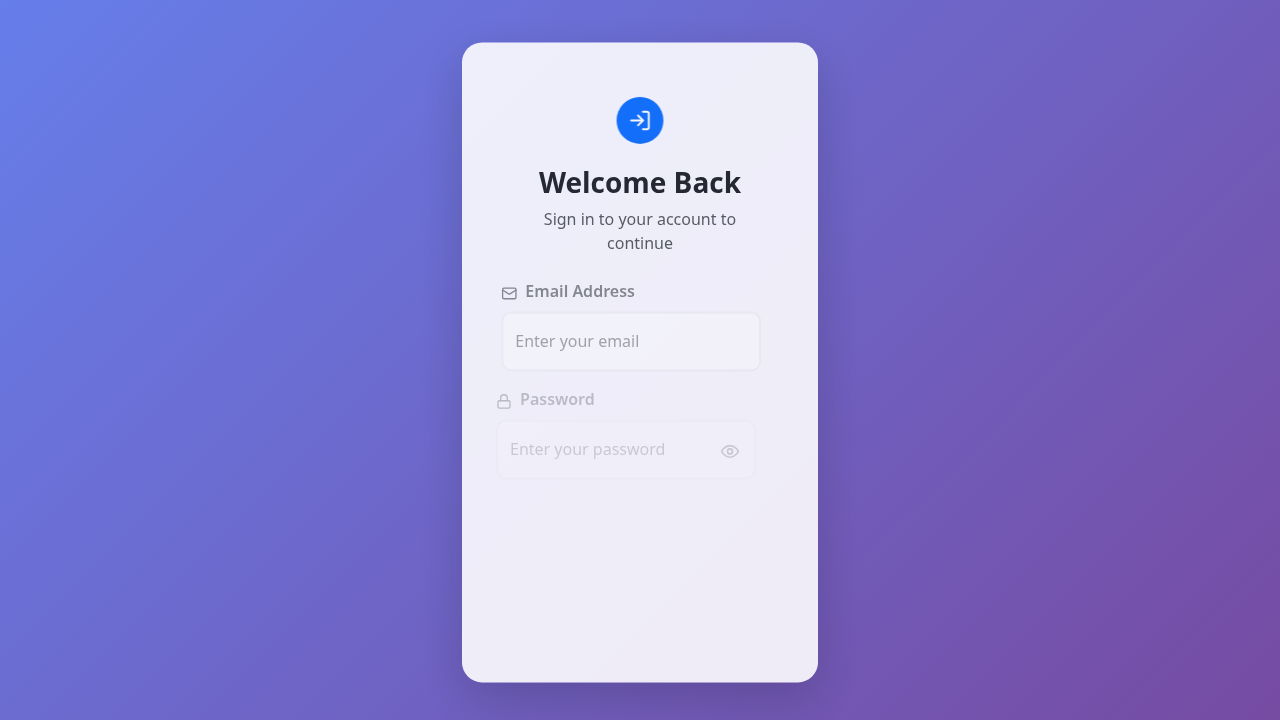 Welcome Back
Sign in to your account to
continue
Email Address
Enter your email
Password
Enter your password